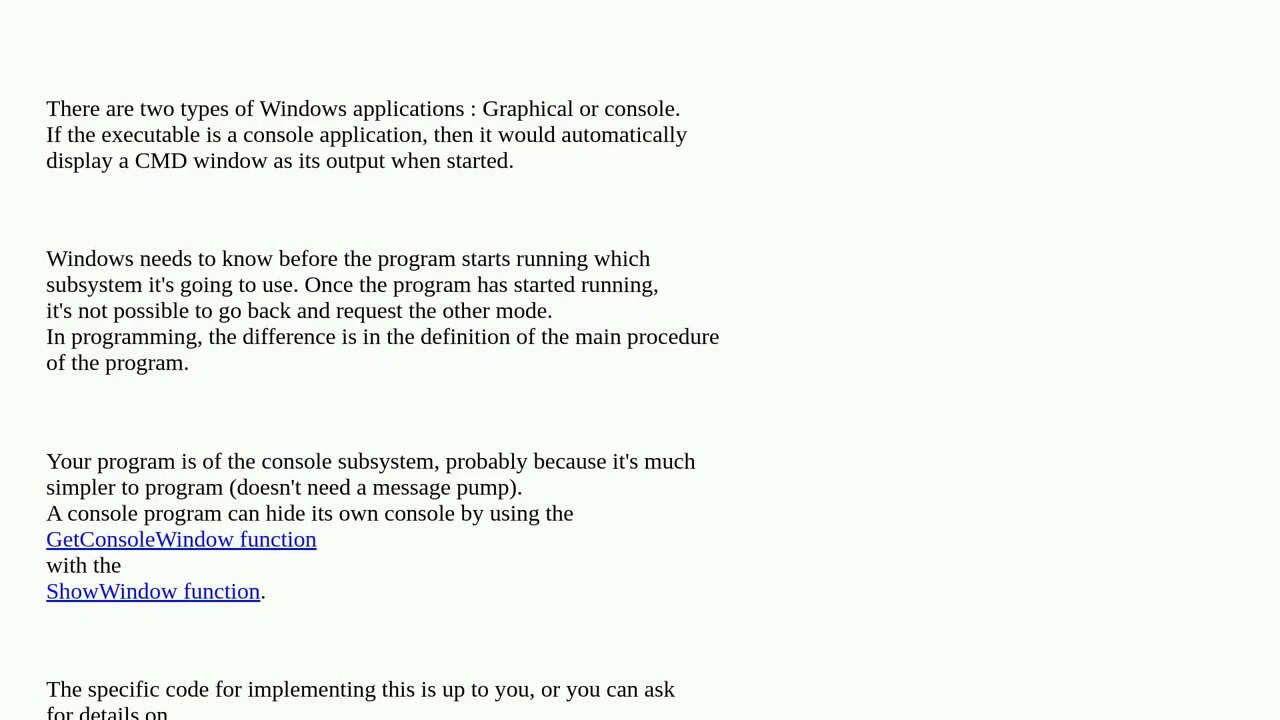 There are two types of Windows applications : Graphical or console.
If the executable is a console application, then it would automatically
display a CMD window as its output when started.
Windows needs to know before the program starts running which
subsystem it's going to use. Once the program has started running,
it's not possible to go back and request the other mode.
In programming, the difference is in the definition of the main procedure
of the program.
Your program is of the console subsystem, probably because it's much
simpler to program (doesn't need a message pump).
A console program can hide its own console by using the
GetConsoleWindow function
with the
ShowWindow function.
The specific code for implementing this is up to you, or you can ask
for details on